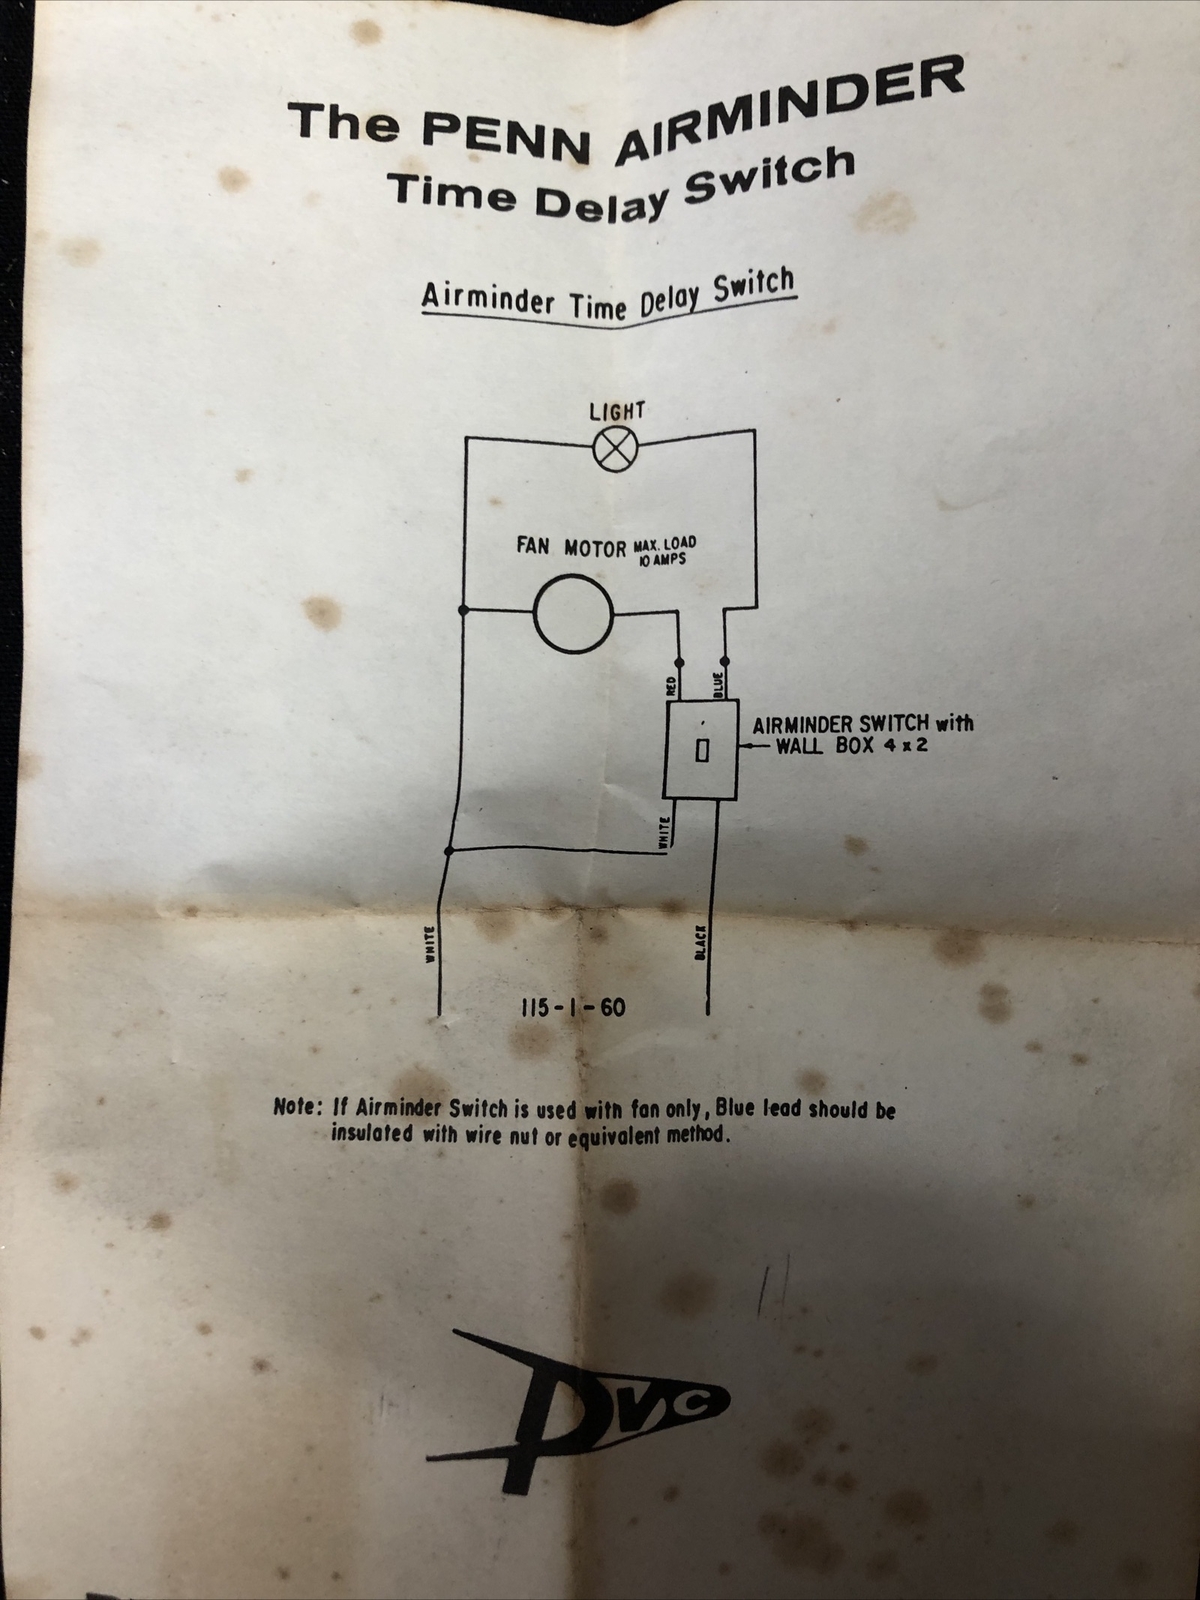 The PENN AIRMINDER
Time Delay Switch
Airminder Time Delay Switch
LIGHT
FAN MOTOR MAX. LOAD
10 AMPS
RED
BLUE
AIRMINDER SWITCH with
WALL BOX 4 x 2
WHITE
WHITE
BLACK
115-1-60
Note: If Airminder Switch is used with fan only, Blue lead should be
insulated with wire nut or equivalent method.
PVC